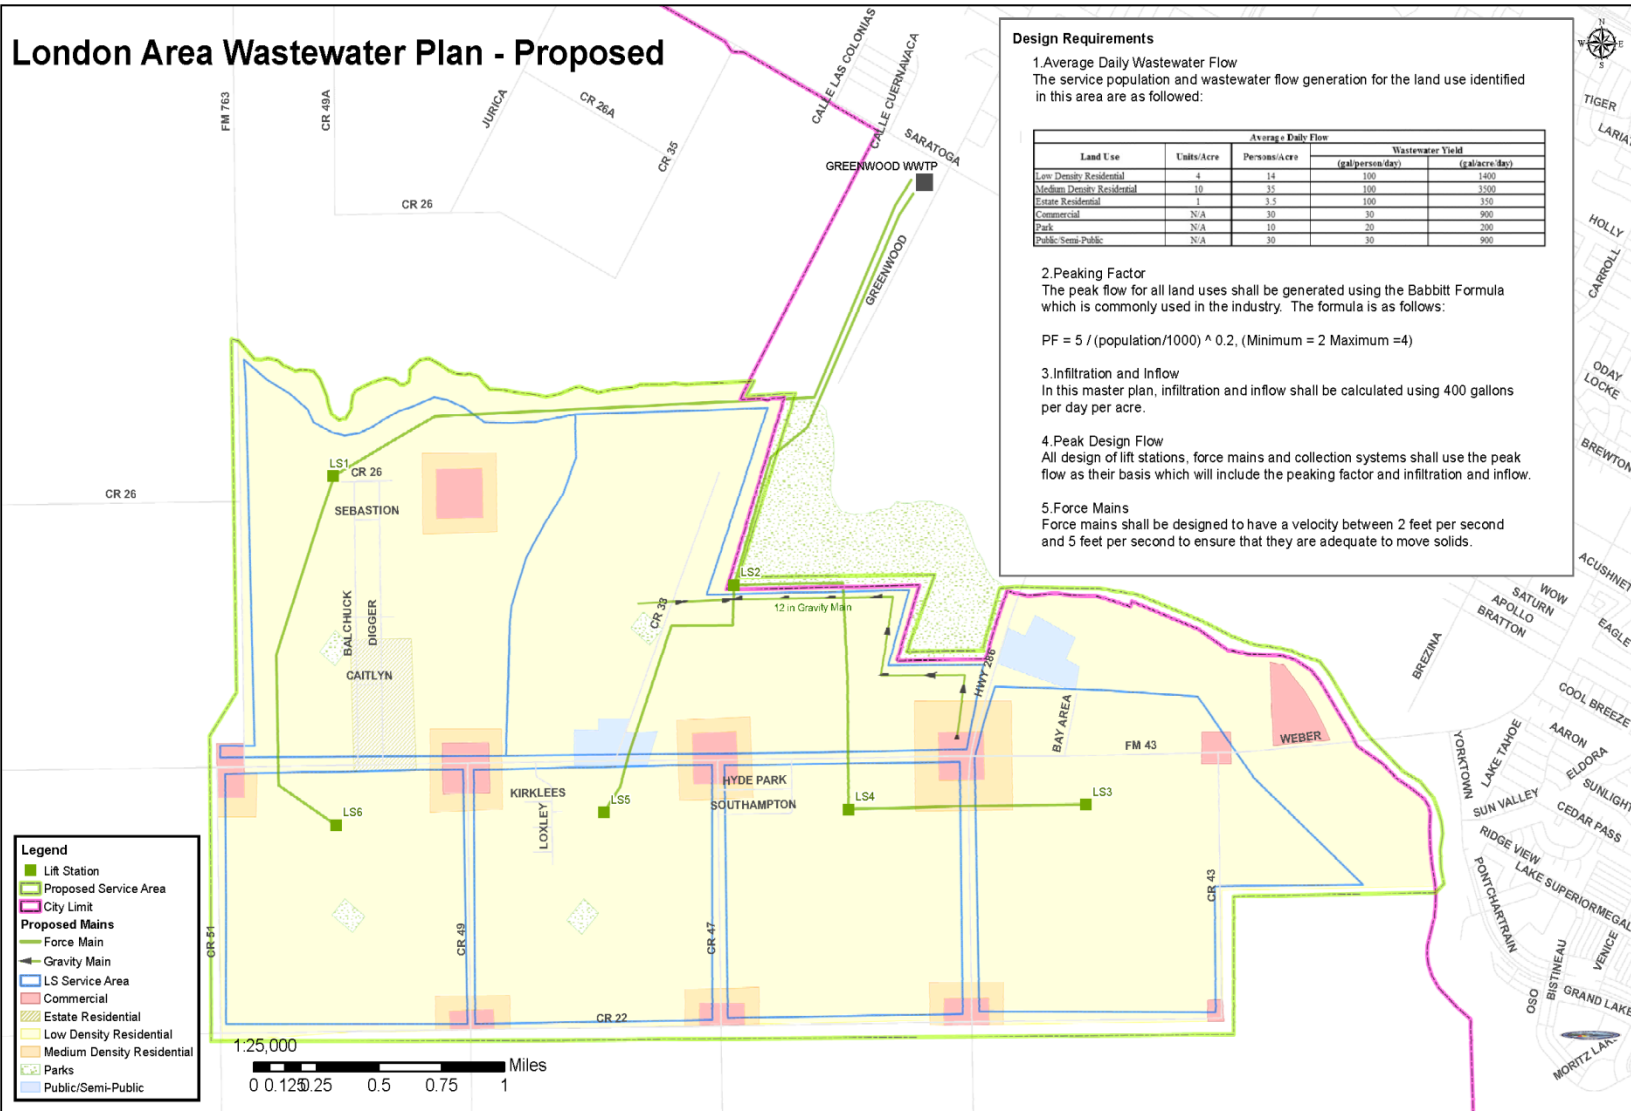 London Area Wastewater Plan - Proposed
Design Requirements
1.Average Daily Wastewater Flow
The service population and wastewater flow generation for the land use identified
in this area are as followed:
Average Daily Flow
Land Use Units/Acre Persons/Acre Wastewater Yield
(gal/person/day) (gal/acre/day)
Low Density Residential 4 14 100 1400
Medium Density Residential 10 35 100 3500
Estate Residential 1 3.5 100 350
Commercial N/A 30 30 900
Park N/A 10 20 200
Public/Semi-Public N/A 30 30 900
2.Peaking Factor
The peak flow for all land uses shall be generated using the Babbitt Formula
which is commonly used in the industry. The formula is as follows:
PF = 5 / (population/1000) ^ 0.2, (Minimum = 2 Maximum =4)
3.Infiltration and Inflow
In this master plan, infiltration and inflow shall be calculated using 400 gallons
per day per acre.
4.Peak Design Flow
All design of lift stations, force mains and collection systems shall use the peak
flow as their basis which will include the peaking factor and infiltration and inflow.
5.Force Mains
Force mains shall be designed to have a velocity between 2 feet per second
and 5 feet per second to ensure that they are adequate to move solids.
N
W E
S
FM 763
CR 49A
JURICA
CR 26A
CR 35
CALLE LAS COLONIAS
CALLE CUERNAVACA
SARATOGA
GREENWOOD WWTP
CR 26
GREENWOOD
TIGER
HOLLY
CARROLL
ODAY
LOCKE
BREWTON
ACUSHNET
WOW
SATURN
APOLLO
BRATTON
EAGLE
BREZINA
COOL BREEZE
AARON
ELDORA
LAKE TAHOE
YORKTOWN
SUNLIGHT
SUN VALLEY
CEDAR PASS
RIDGE VIEW
LAKE SUPERIOR
PONTCHARTRAIN
VENICE
BISTINEAU
OSO
GRAND LAKE
LS1
CR 26
CR 26
SEBASTION
BALCHUCK
DIGGER
CAITLYN
LS2
12 in Gravity Main
CR 33
HWY 286
BAY AREA
FM 43
WEBER
HYDE PARK
SOUTHAMPTON
KIRKLEES
LOXLEY
LS6
LS5
LS4
LS3
CR 51
CR 49
CR 47
CR 43
CR 22
Legend
Lift Station
Proposed Service Area
City Limit
Proposed Mains
Force Main
Gravity Main
LS Service Area
Commercial
Estate Residential
Low Density Residential
Medium Density Residential
Parks
Public/Semi-Public
1:25,000
Miles
0 0.125 0.25 0.5 0.75 1